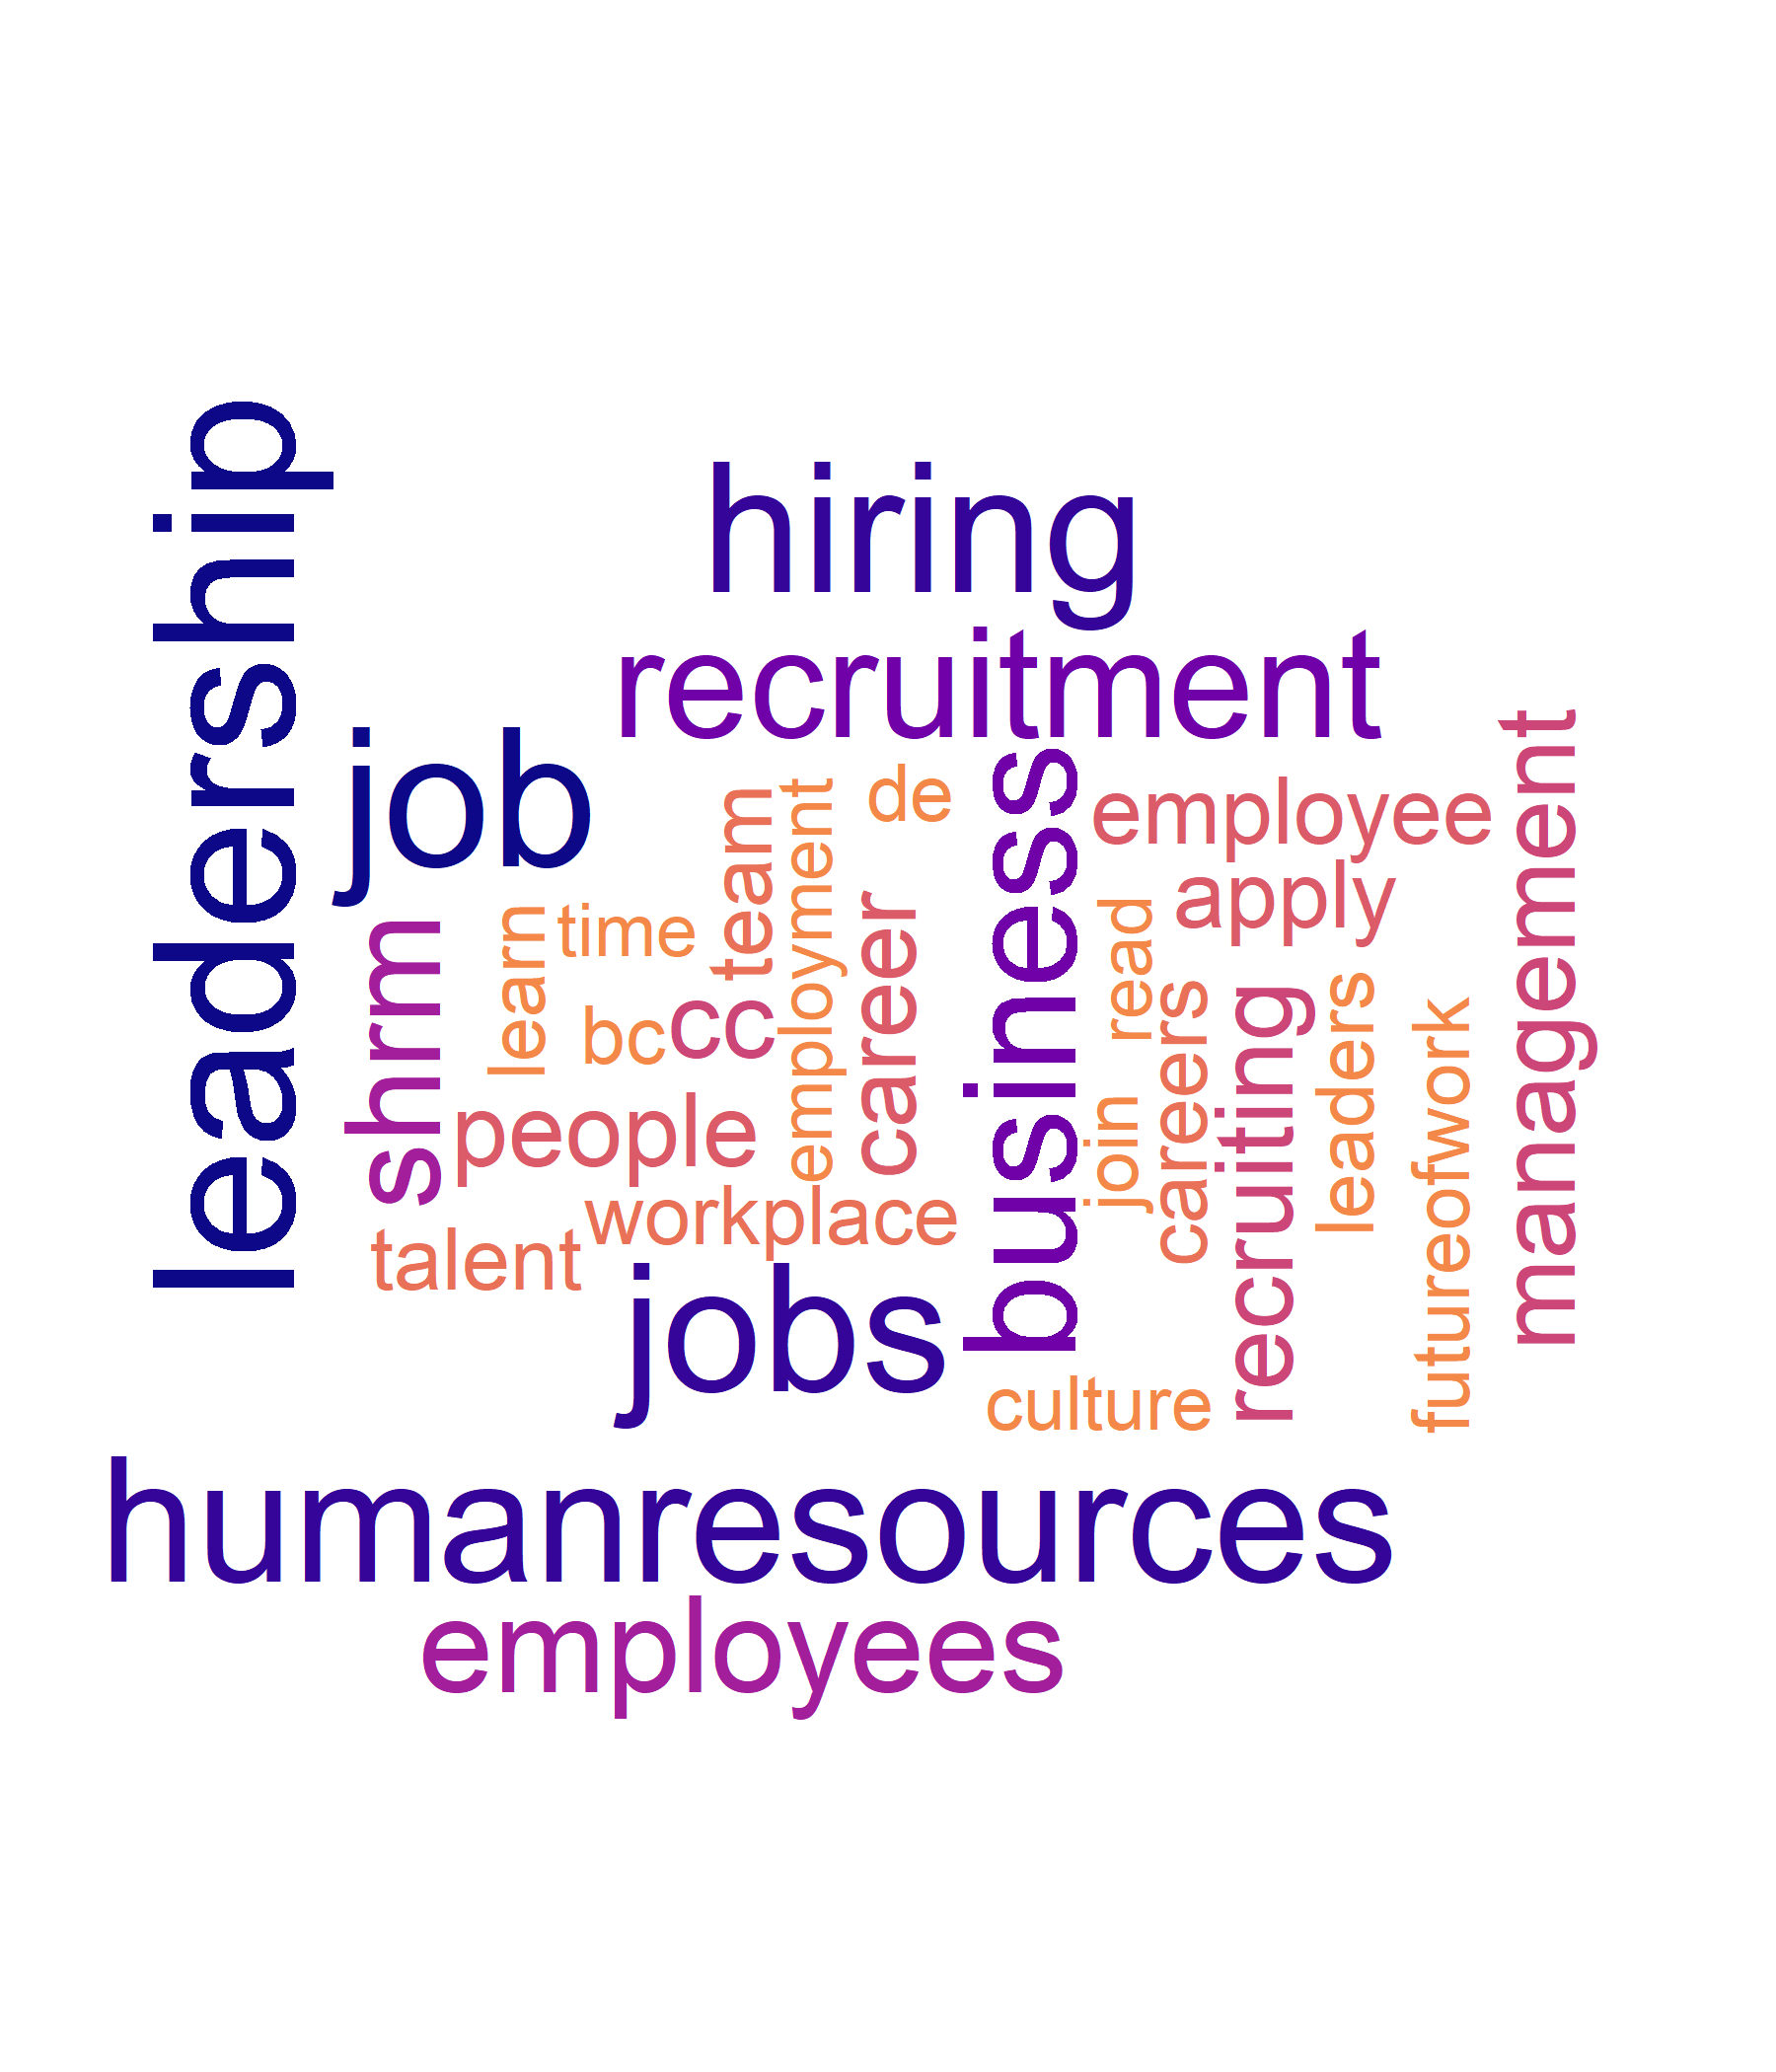 leadership
hiring
recruitment
job
business
de
employee
management
team
employment
apply
career
shrm
learn
time
read
bc
cc
careers
recruiting
leaders
futureofwork
people
join
workplace
talent
jobs
culture
humanresources
employees